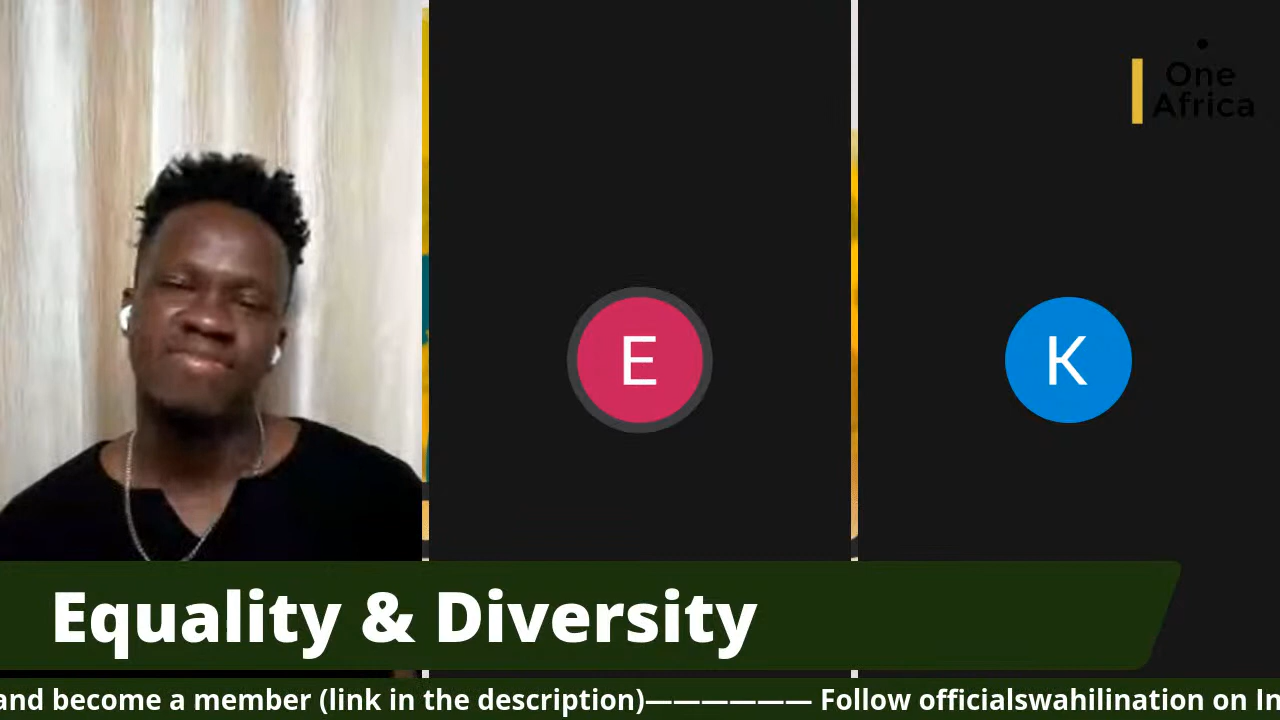 One
Africa
E
K
Equality & Diversity
and become a member (link in the description)—————— Follow officialswahilination on In